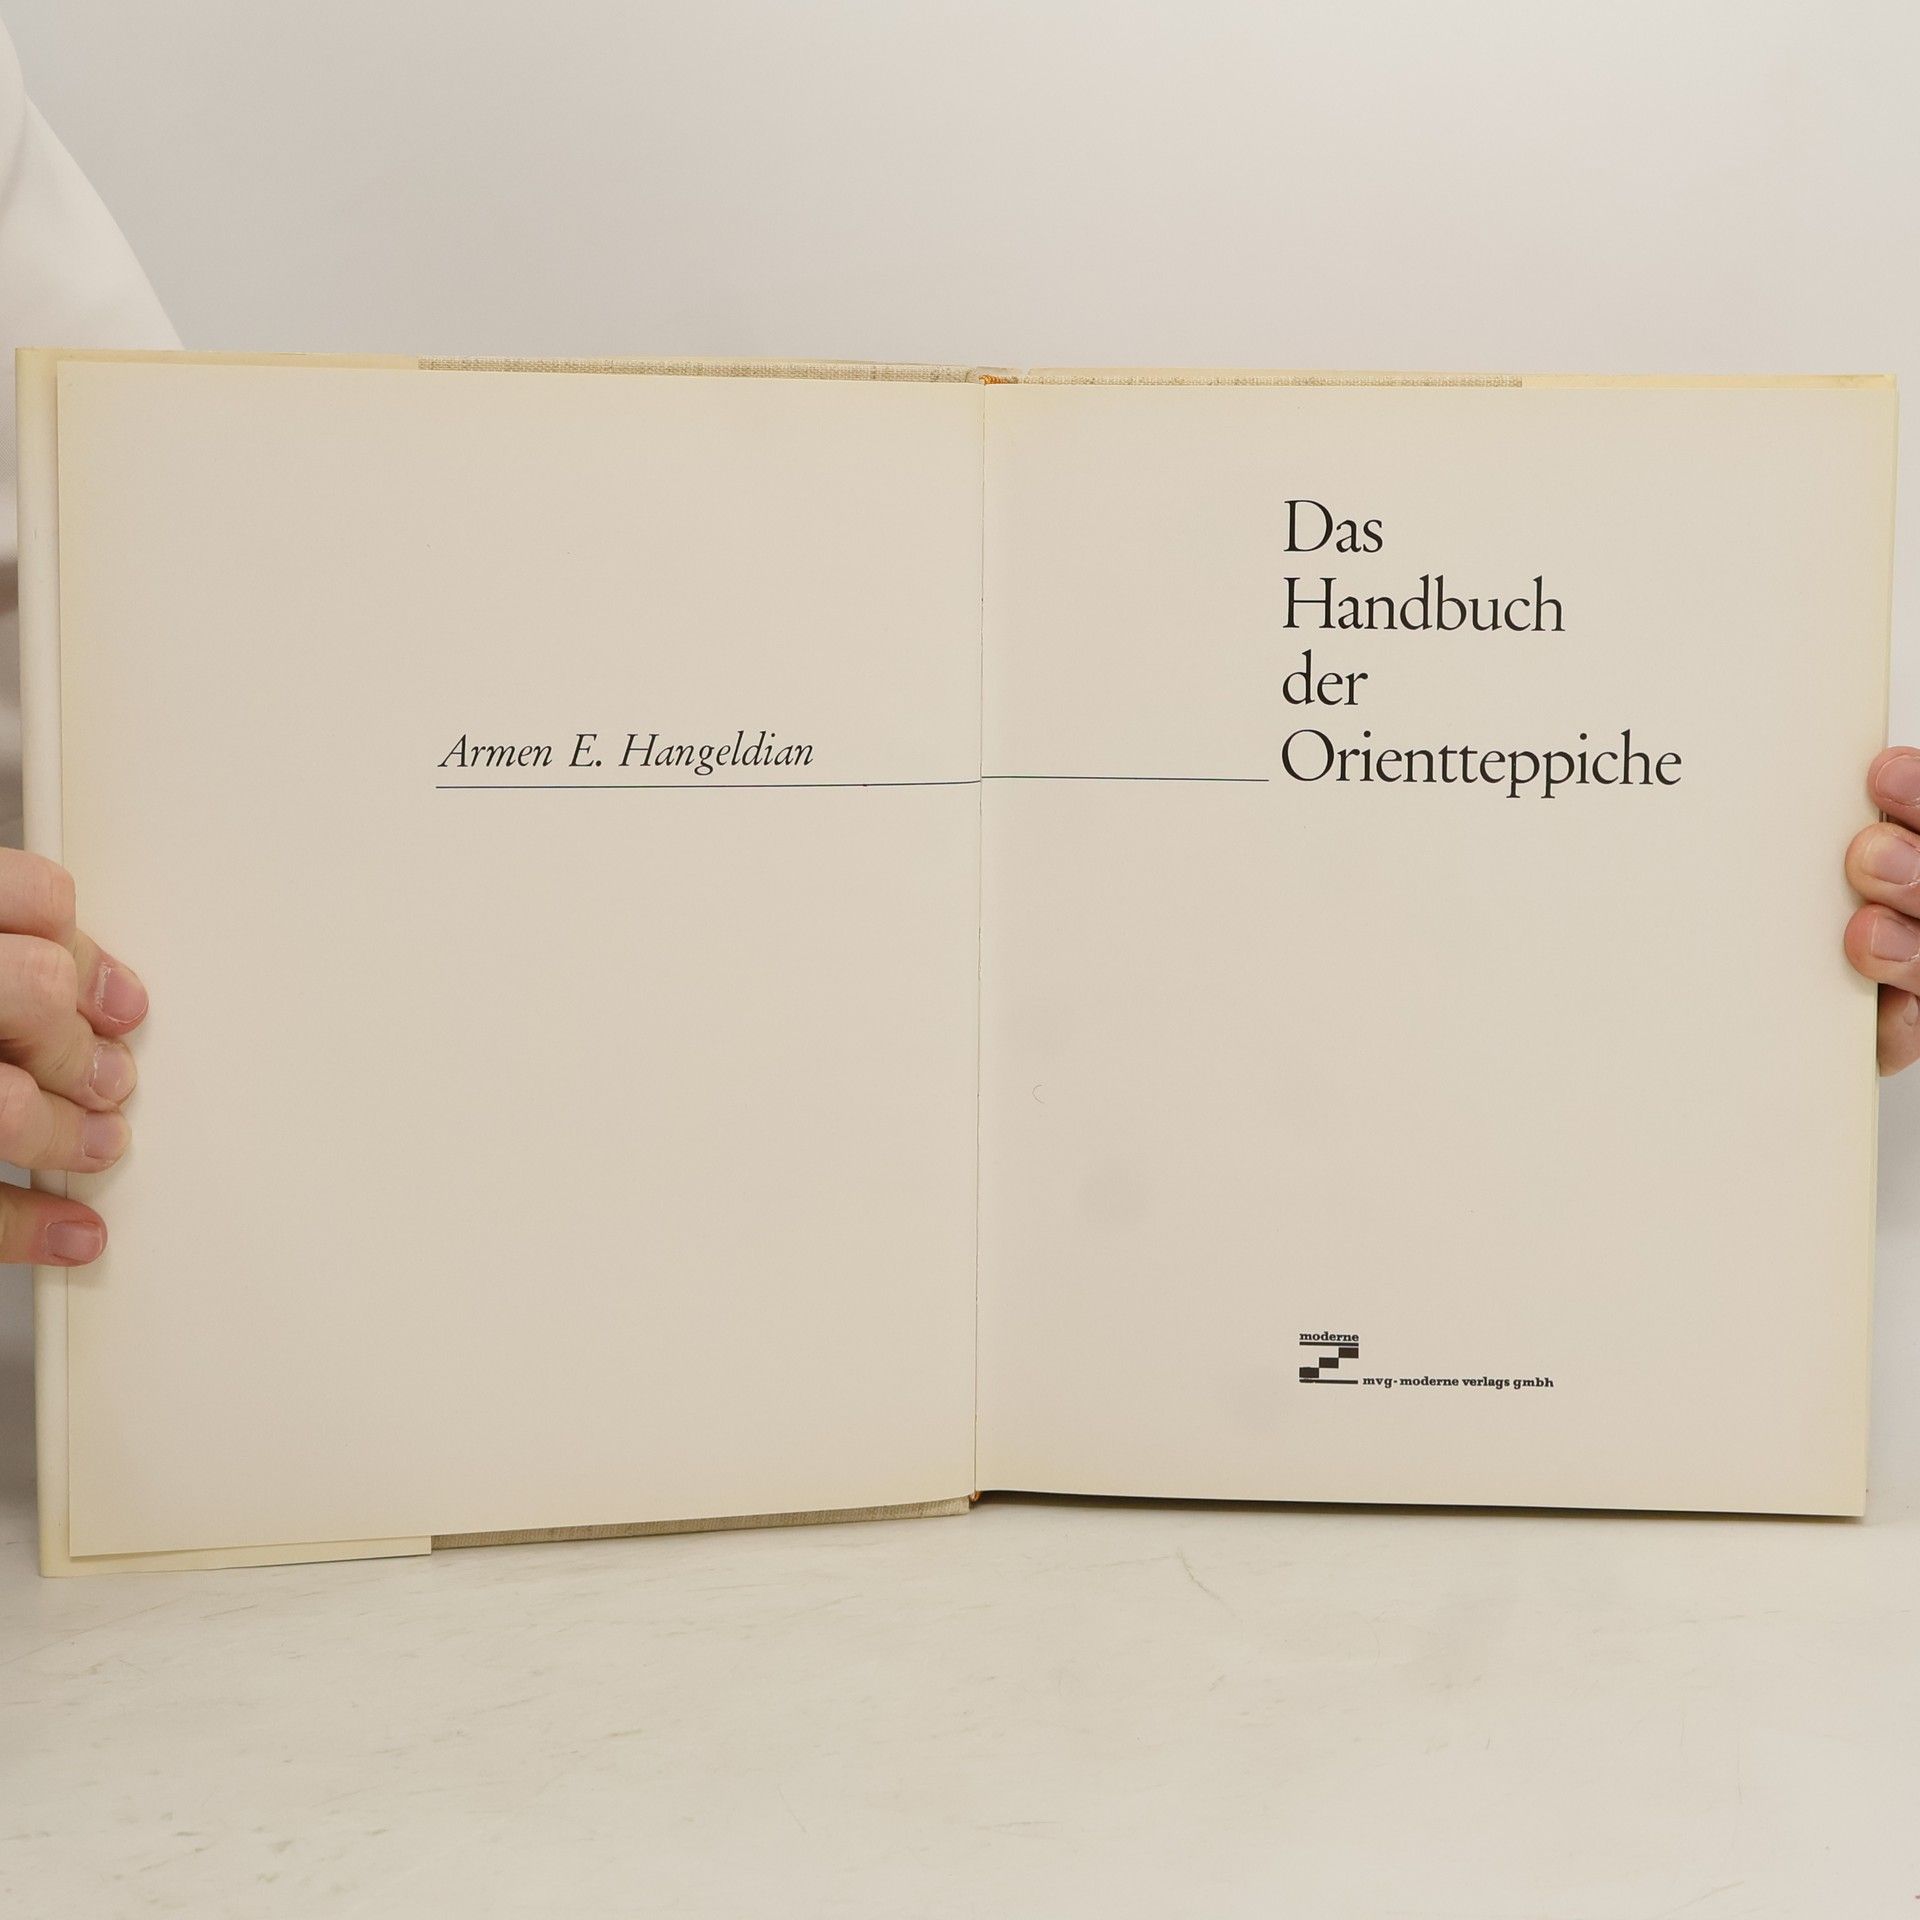 Armen E. Hangeldian
Das
Handbuch
der
Orientteppiche
moderne
mvg-moderne verlags gmbh